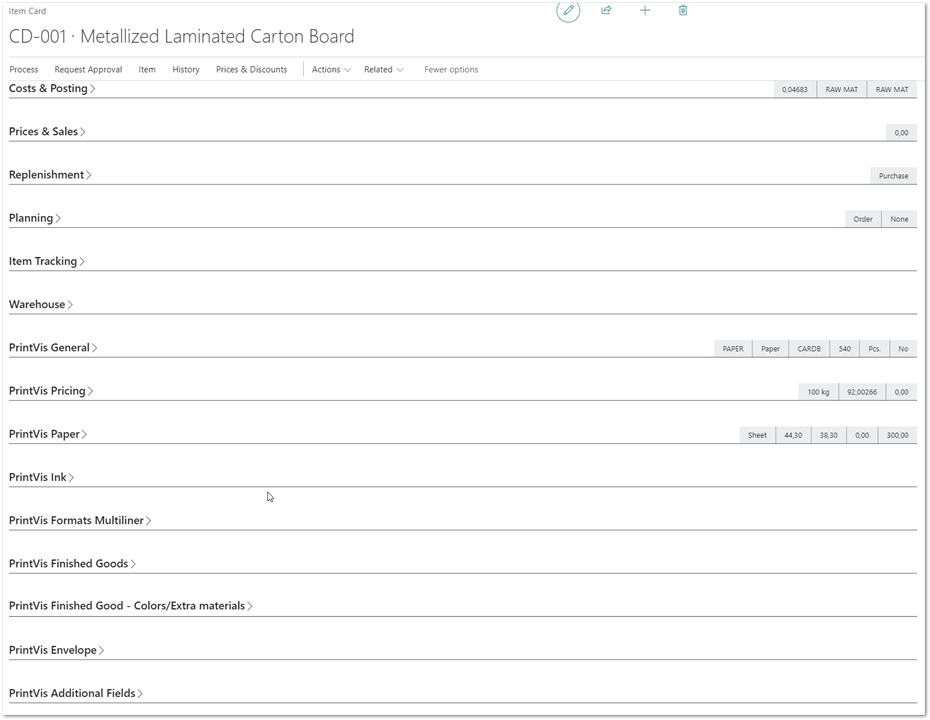 Item Card
CD-001 · Metallized Laminated Carton Board
Process Request Approval Item History Prices & Discounts Actions Related Fewer options
Costs & Posting 0,04683 RAW MAT RAW MAT
Prices & Sales 0,00
Replenishment Purchase
Planning Order None
Item Tracking
Warehouse
PrintVis General PAPER Paper CARDB 540 Pcs. No
PrintVis Pricing 100 kg 92,00266 0,00
PrintVis Paper Sheet 44,30 38,30 0,00 300,00
PrintVis Ink
PrintVis Formats Multiliner
PrintVis Finished Goods
PrintVis Finished Good - Colors/Extra materials
PrintVis Envelope
PrintVis Additional Fields